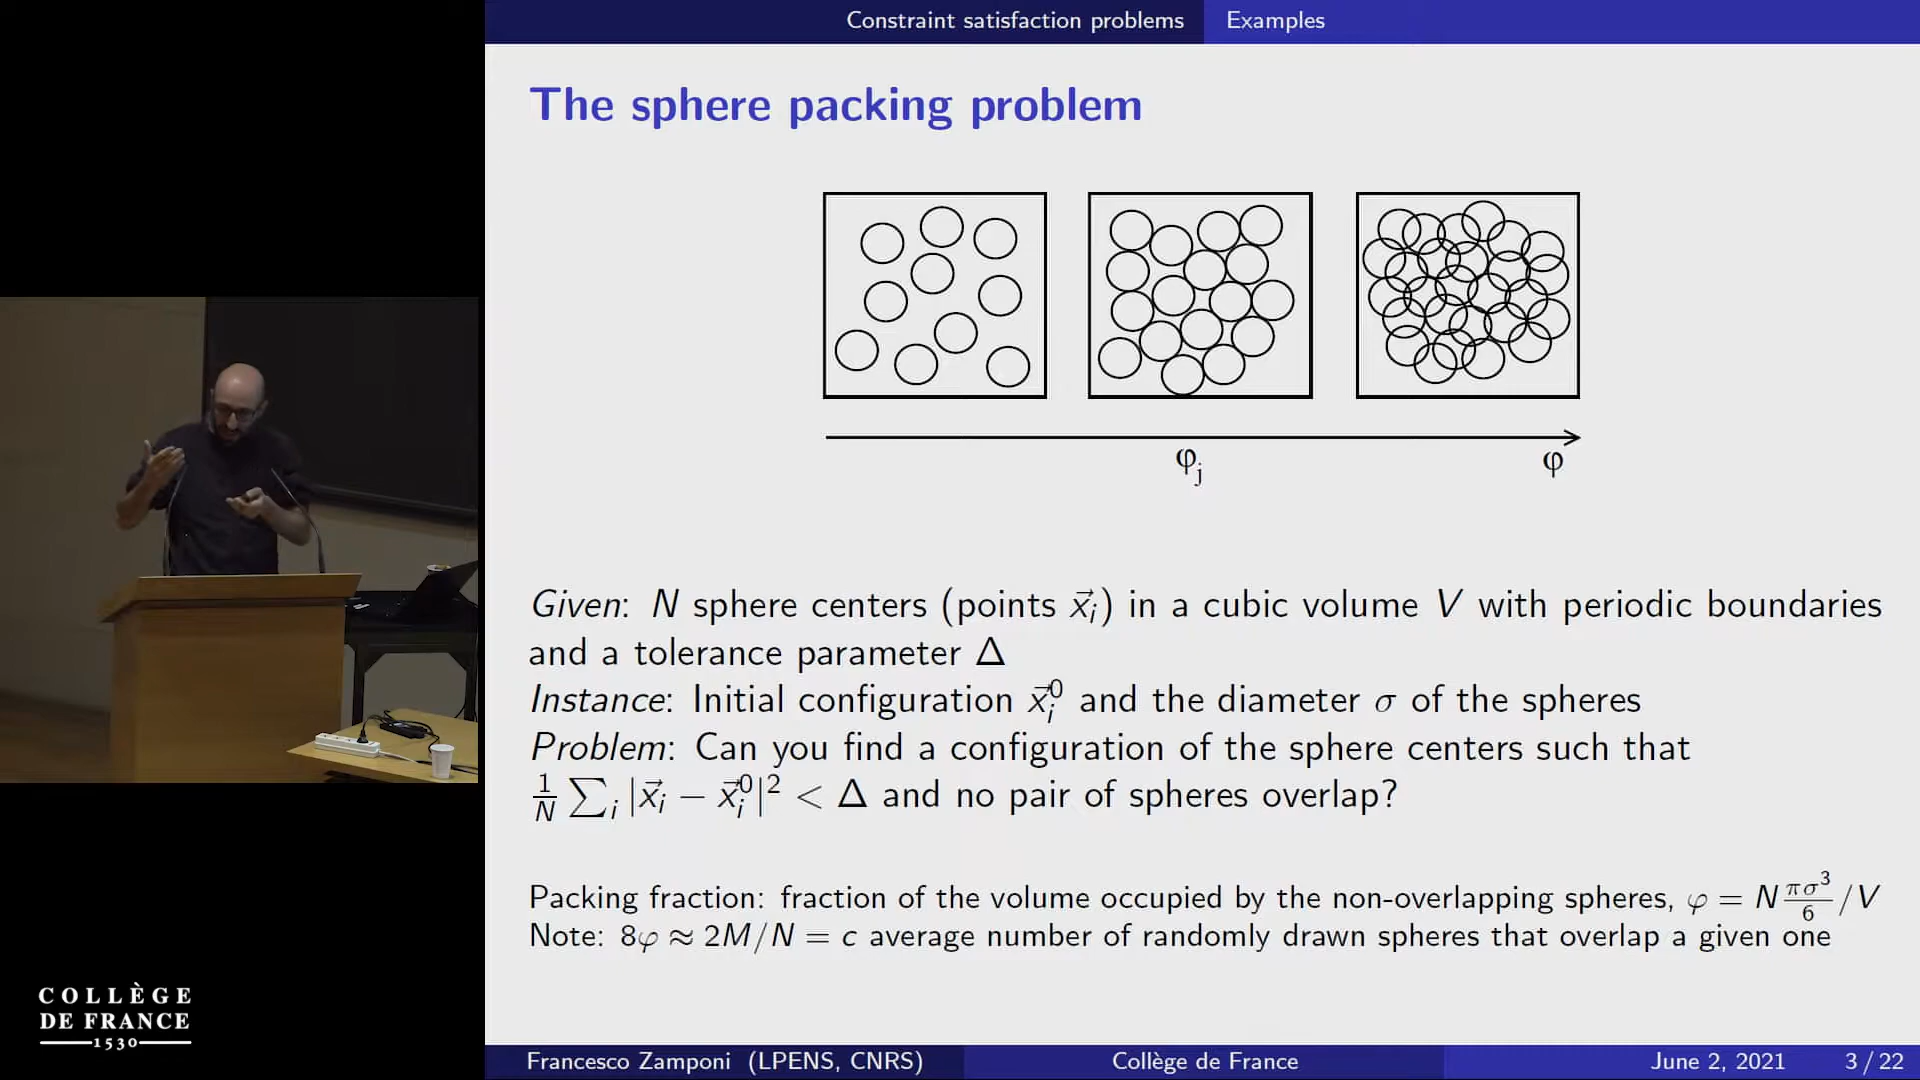 Constraint satisfaction problems Examples
The sphere packing problem
φj φ
Given: N sphere centers (points x⃗i) in a cubic volume V with periodic boundaries
and a tolerance parameter Δ
Instance: Initial configuration x⃗i⁰ and the diameter σ of the spheres
Problem: Can you find a configuration of the sphere centers such that
1/N ∑i |x⃗i − x⃗i⁰|² < Δ and no pair of spheres overlap?
Packing fraction: fraction of the volume occupied by the non-overlapping spheres, φ = N πσ³/6 /V
Note: 8φ ≈ 2M/N = c average number of randomly drawn spheres that overlap a given one
COLLÈGE
DE FRANCE
1530
Francesco Zamponi (LPENS, CNRS) Collège de France June 2, 2021 3 / 22